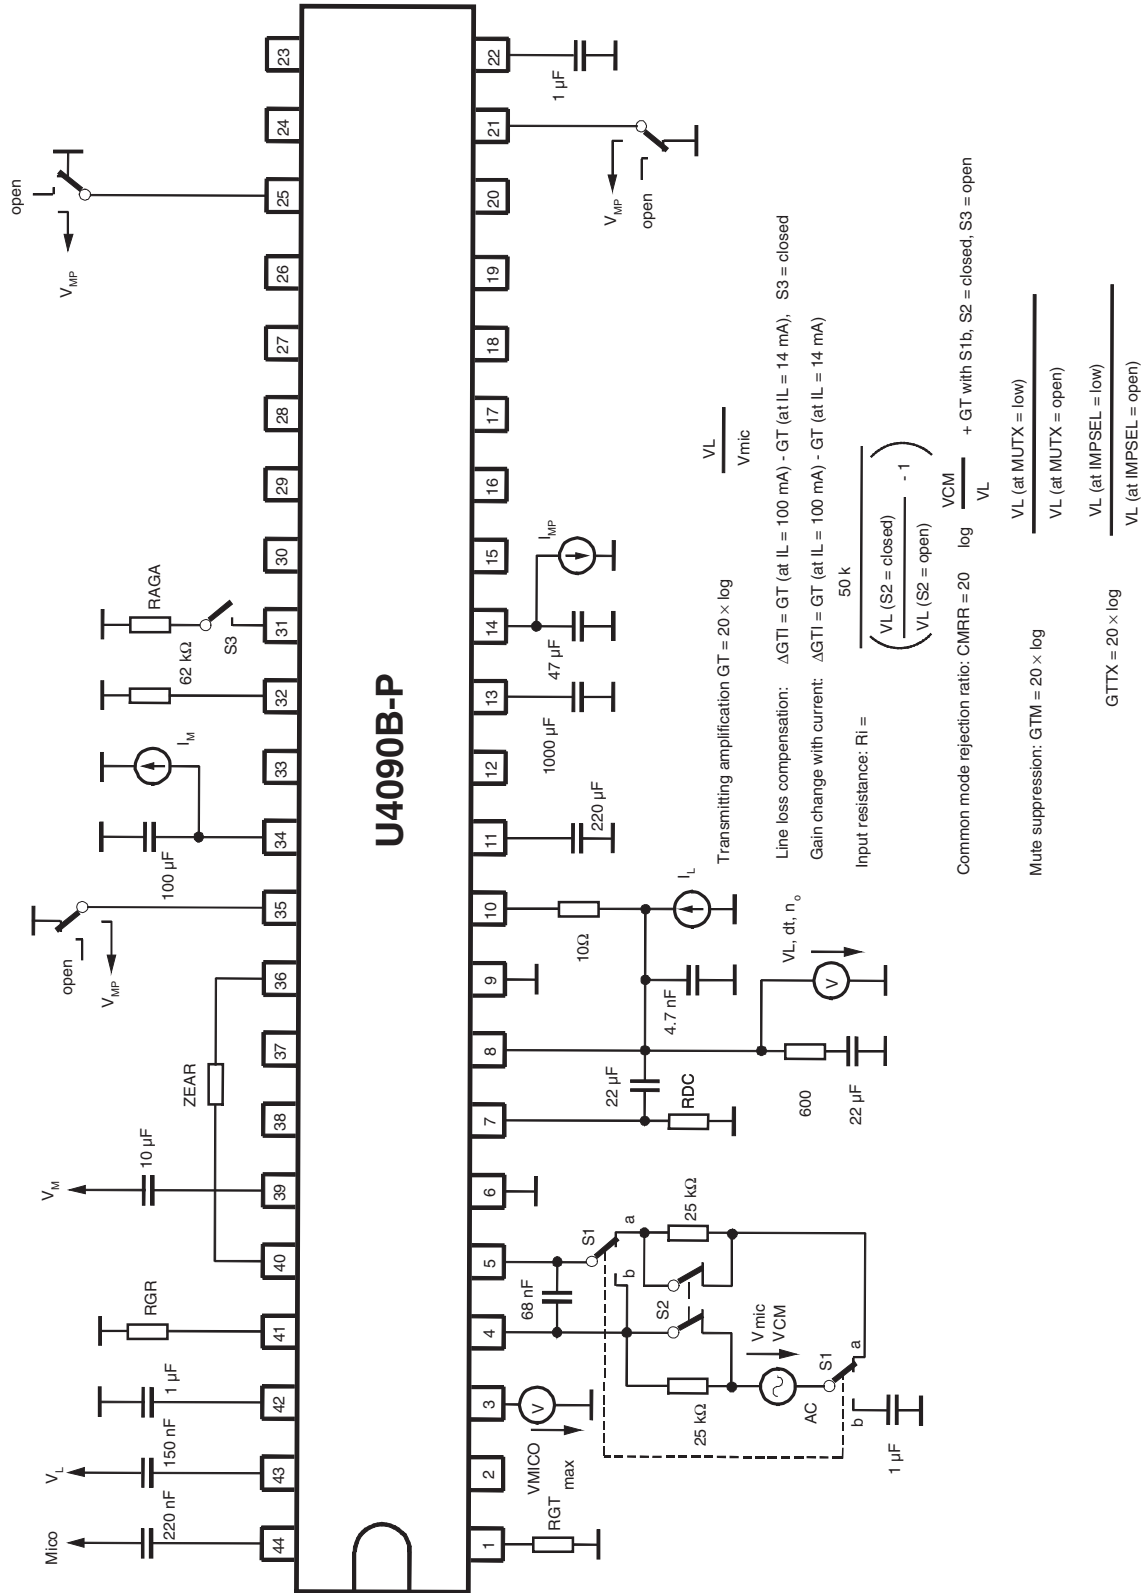 Mico
220 nF
V_L
150 nF
1 µF
RGR
V_M
10 µF
ZEAR
open
V_MP
100 µF
I_M
62 kΩ
S3
RAGA
V_MP
open
44
43
42
41
40
39
38
37
36
35
34
33
32
31
30
29
28
27
26
25
24
23
U4090B-P
1
2
3
4
5
6
7
8
9
10
11
12
13
14
15
16
17
18
19
20
21
22
RGT
VMICO
max
V
68 nF
S1
a
b
25 kΩ
S2
25 kΩ
Vmic
VCM
AC
S1
a
b
1 µF
22 µF
RDC
4.7 nF
10Ω
I_L
600
22 µF
V
VL, dt, n_o
220 µF
1000 µF
47 µF
I_MP
V_MP
open
1 µF
Transmitting amplification GT = 20 × log
VL
Vmic
Line loss compensation: ΔGTI = GT (at IL = 100 mA) - GT (at IL = 14 mA), S3 = closed
Gain change with current: ΔGTI = GT (at IL = 100 mA) - GT (at IL = 14 mA)
Input resistance: Ri =
50 k
VL (S2 = closed)
VL (S2 = open)
- 1
Common mode rejection ratio: CMRR = 20 log
VCM
VL
+ GT with S1b, S2 = closed, S3 = open
Mute suppression: GTM = 20 × log
VL (at MUTX = low)
VL (at MUTX = open)
GTTX = 20 × log
VL (at IMPSEL = low)
VL (at IMPSEL = open)